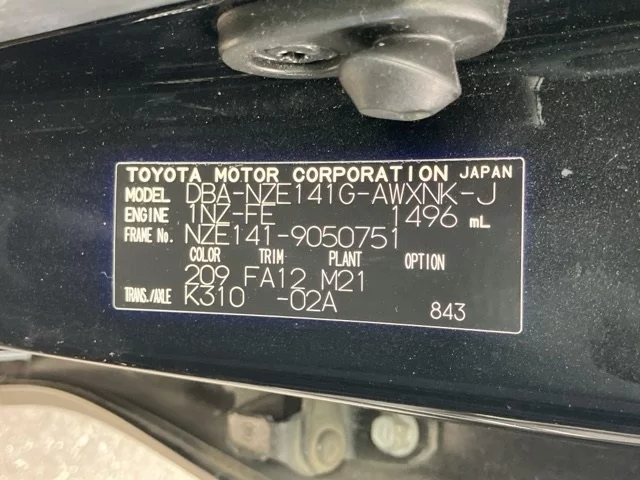 TOYOTA MOTOR CORPORATION JAPAN
MODEL DBA-NZE141G-AWXNK-J
ENGINE 1NZ-FE 1496 mL
FRAME No. NZE141-9050751
COLOR TRIM PLANT OPTION
209 FA12 M21
TRANS./AXLE K310 -02A
843